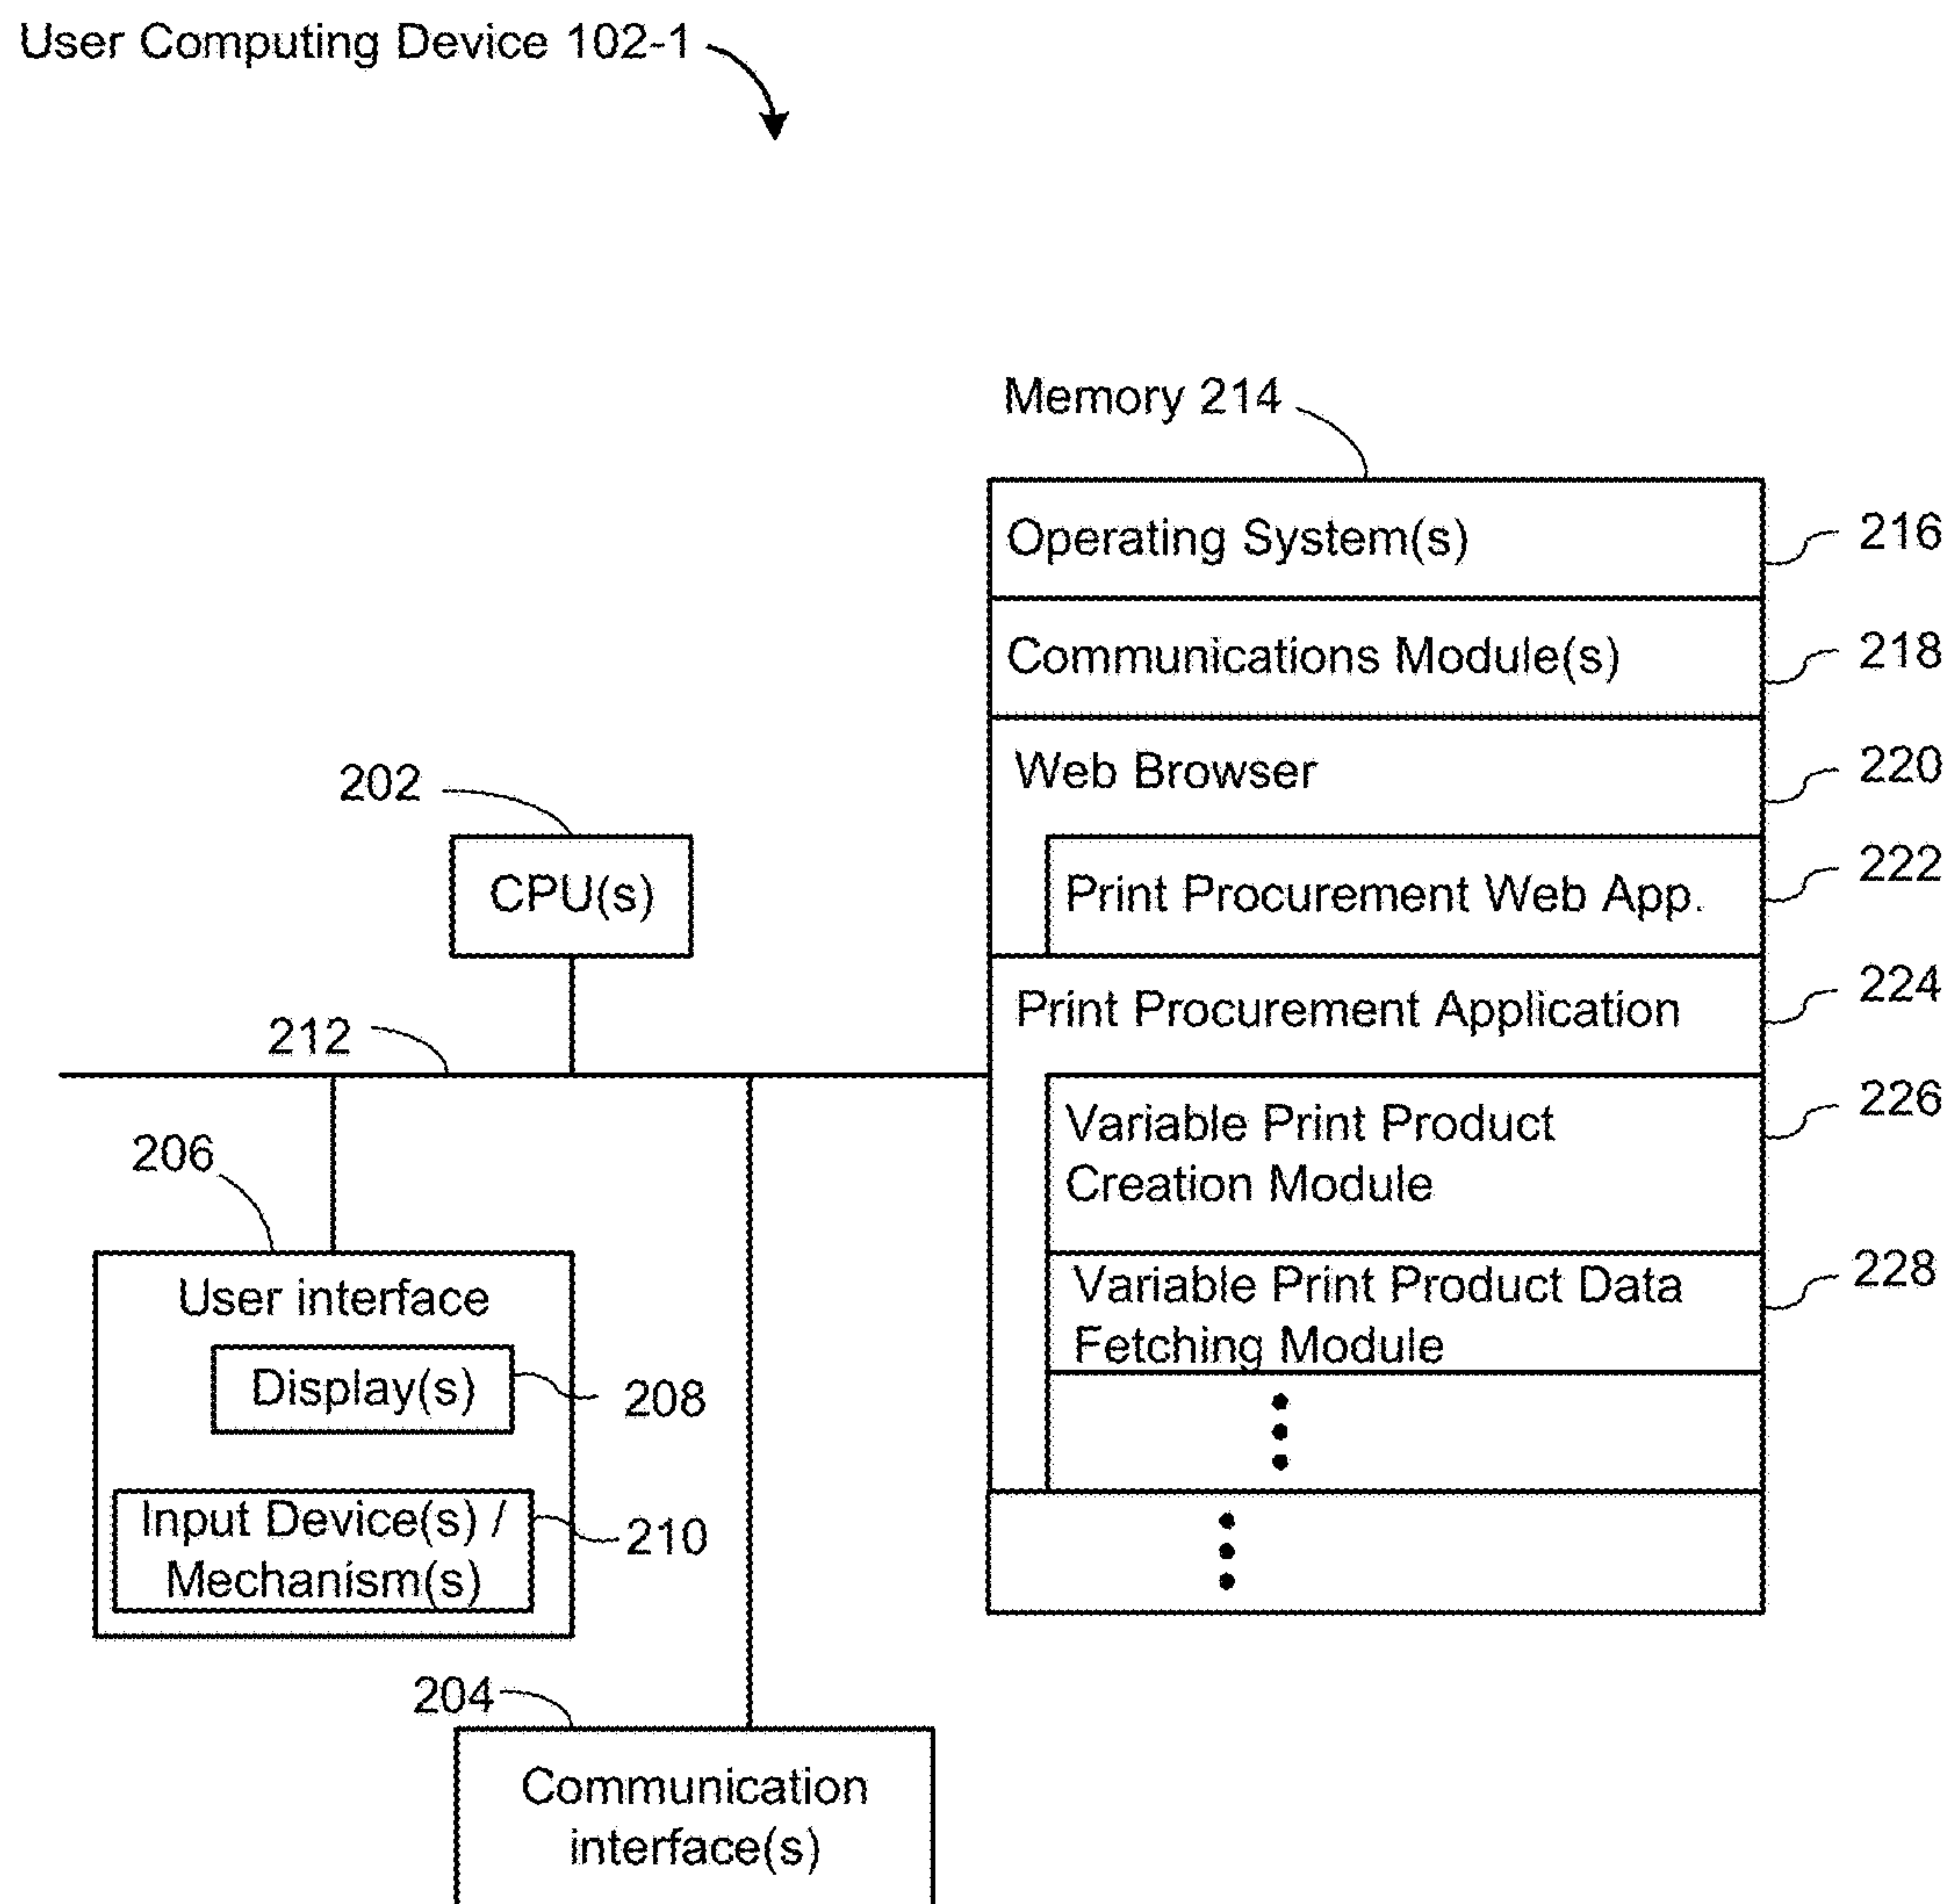 User Computing Device 102-1
Memory 214
Operating System(s)
216
Communications Module(s)
218
Web Browser
220
Print Procurement Web App.
222
Print Procurement Application
224
Variable Print Product
Creation Module
226
Variable Print Product Data
Fetching Module
228
202
CPU(s)
212
206
User interface
Display(s)
208
Input Device(s) /
Mechanism(s)
210
204
Communication
interface(s)